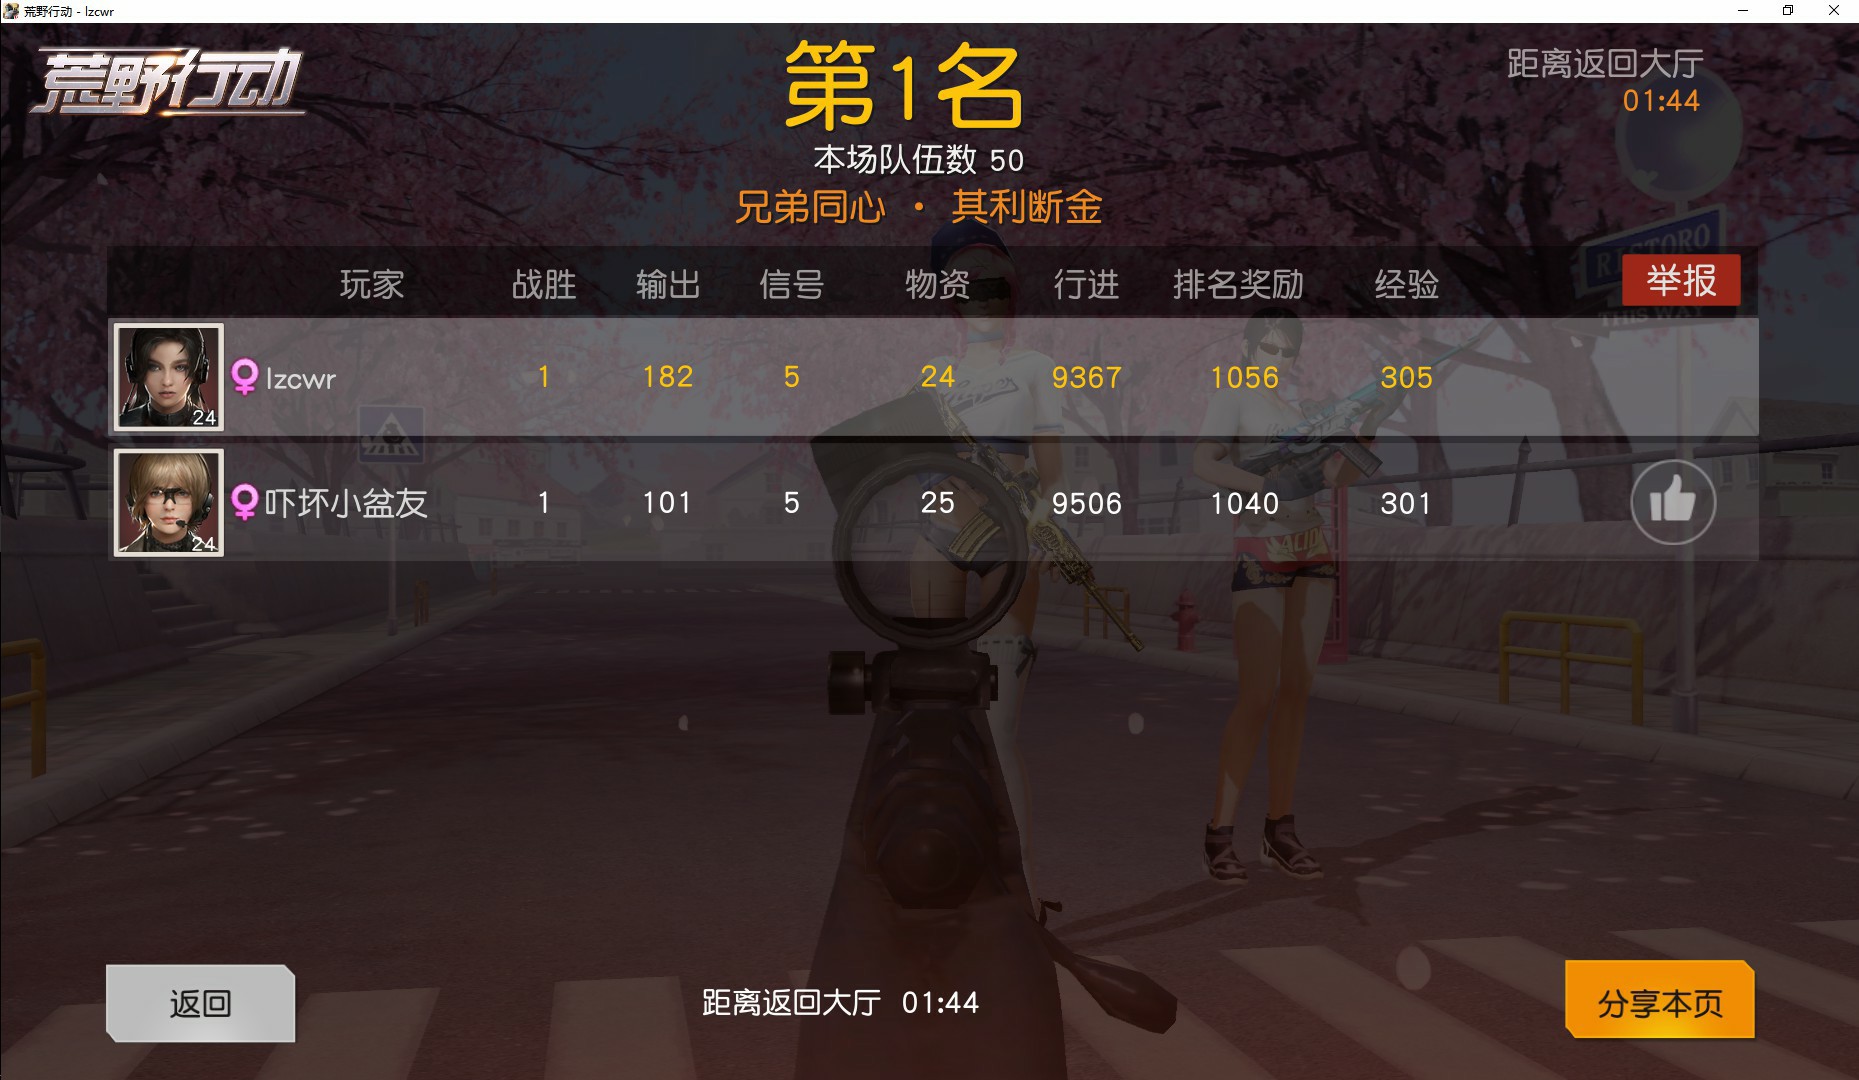 荒野行动 - lzcwr
荒野行动
第1名
距离返回大厅
01:44
本场队伍数 50
兄弟同心 · 其利断金
玩家 战胜 输出 信号 物资 行进 排名奖励 经验 举报
RISTORO
THIS WAY
24 lzcwr 1 182 5 24 9367 1056 305
24 吓坏小盆友 1 101 5 25 9506 1040 301
返回
距离返回大厅 01:44
分享本页